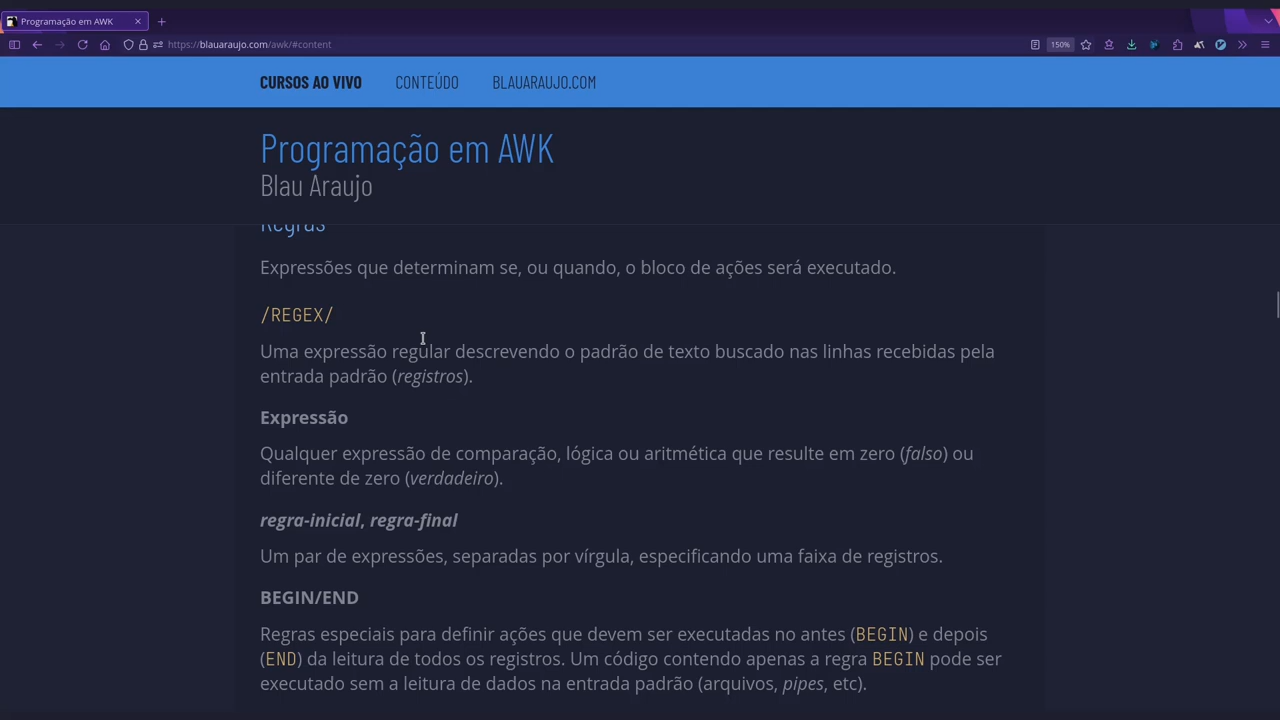 Programação em AWK
https://blauaraujo.com/awk/#content
150%
CURSOS AO VIVO
CONTEÚDO
BLAUARAUJO.COM
Programação em AWK
Blau Araujo
Regras
Expressões que determinam se, ou quando, o bloco de ações será executado.
/REGEX/
Uma expressão regular descrevendo o padrão de texto buscado nas linhas recebidas pela
entrada padrão (registros).
Expressão
Qualquer expressão de comparação, lógica ou aritmética que resulte em zero (falso) ou
diferente de zero (verdadeiro).
regra-inicial, regra-final
Um par de expressões, separadas por vírgula, especificando uma faixa de registros.
BEGIN/END
Regras especiais para definir ações que devem ser executadas no antes (BEGIN) e depois
(END) da leitura de todos os registros. Um código contendo apenas a regra BEGIN pode ser
executado sem a leitura de dados na entrada padrão (arquivos, pipes, etc).